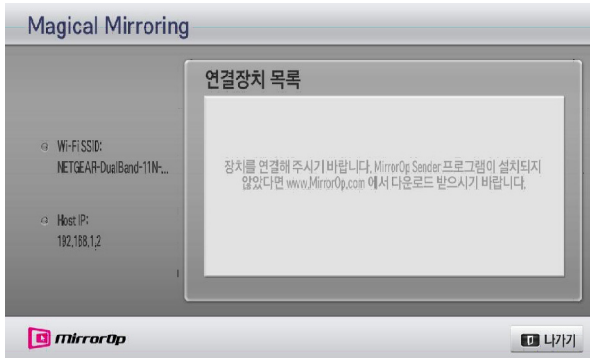 Magical Mirroring
연결장치 목록
Wi-Fi SSID:
NETGEAR-DualBand-11N-...
장치를 연결해 주시기 바랍니다. MirrorOp Sender 프로그램이 설치되지
않았다면 www.MirrorOp.com 에서 다운로드 받으시기 바랍니다.
Host IP:
192.168.1.2
MirrorOp
나가기